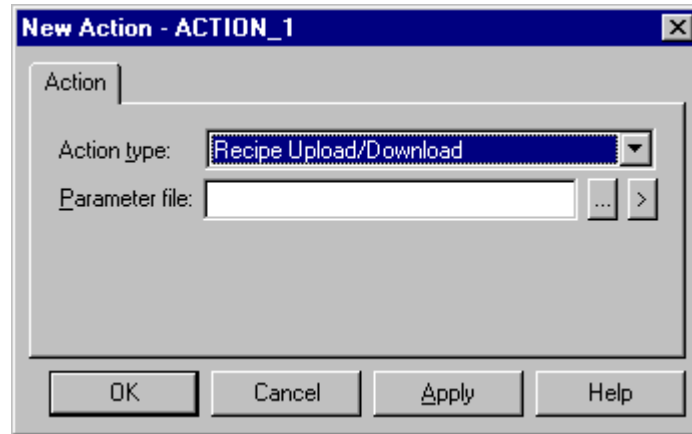 New Action - ACTION_1
Action
Action type: Recipe Upload/Download
Parameter file: ... >
OK Cancel Apply Help